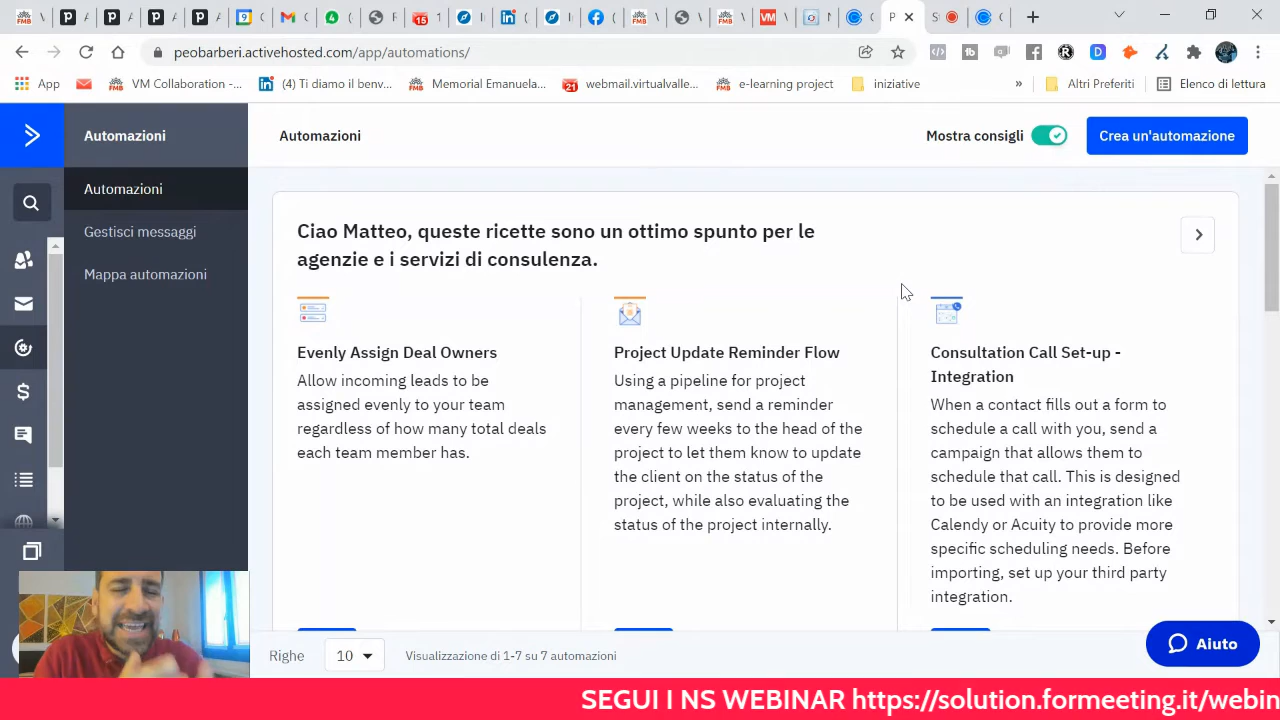 peobarberi.activehosted.com/app/automations/
App
VM Collaboration -...
(4) Ti diamo il benv...
Memorial Emanuela...
webmail.virtualvalle...
e-learning project
iniziative
»
Altri Preferiti
Elenco di lettura
Automazioni
Automazioni
Gestisci messaggi
Mappa automazioni
Automazioni
Mostra consigli
Crea un'automazione
Ciao Matteo, queste ricette sono un ottimo spunto per le
agenzie e i servizi di consulenza.
Evenly Assign Deal Owners
Allow incoming leads to be
assigned evenly to your team
regardless of how many total deals
each team member has.
Project Update Reminder Flow
Using a pipeline for project
management, send a reminder
every few weeks to the head of the
project to let them know to update
the client on the status of the
project, while also evaluating the
status of the project internally.
Consultation Call Set-up -
Integration
When a contact fills out a form to
schedule a call with you, send a
campaign that allows them to
schedule that call. This is designed
to be used with an integration like
Calendy or Acuity to provide more
specific scheduling needs. Before
importing, set up your third party
integration.
Righe
10
Visualizzazione di 1-7 su 7 automazioni
Aiuto
SEGUI I NS WEBINAR https://solution.formeeting.it/webin